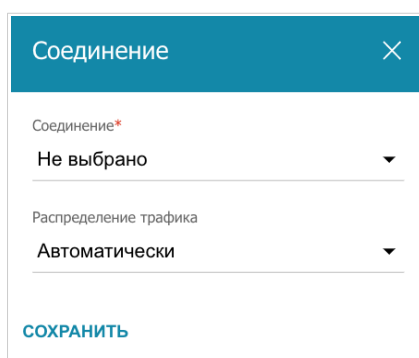 Соединение
Соединение*
Не выбрано
Распределение трафика
Автоматически
СОХРАНИТЬ